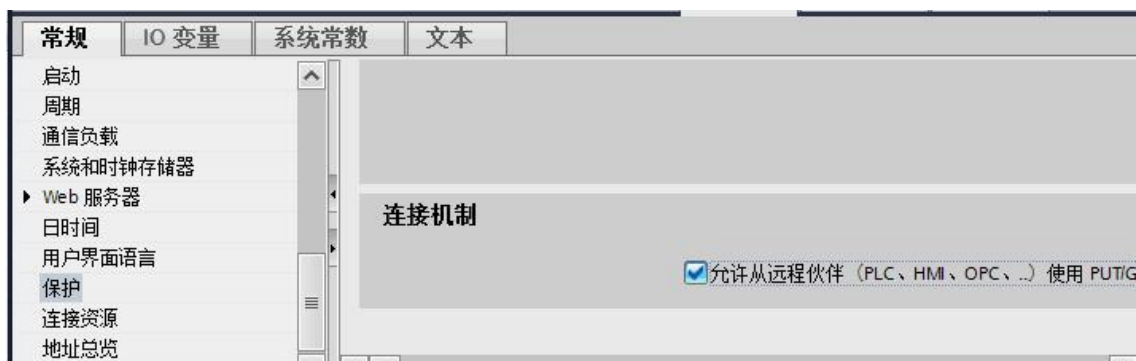 常规 IO 变量 系统常数 文本
启动
周期
通信负载
系统和时钟存储器
Web 服务器
日时间
用户界面语言
保护
连接资源
地址总览
连接机制
允许从远程伙伴（PLC、HMI、OPC、...）使用 PUT/G